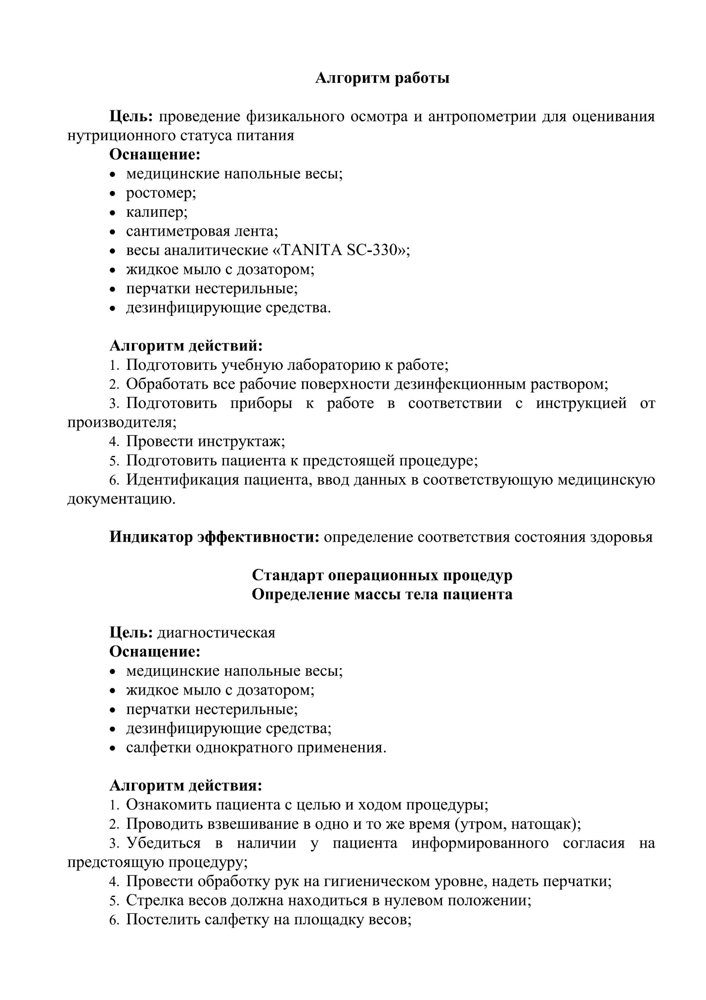 Алгоритм работы
Цель: проведение физикального осмотра и антропометрии для оценивания
нутриционного статуса питания
Оснащение:
• медицинские напольные весы;
• ростомер;
• калипер;
• сантиметровая лента;
• весы аналитические «TANITA SC-330»;
• жидкое мыло с дозатором;
• перчатки нестерильные;
• дезинфицирующие средства.
Алгоритм действий:
1. Подготовить учебную лабораторию к работе;
2. Обработать все рабочие поверхности дезинфекционным раствором;
3. Подготовить приборы к работе в соответствии с инструкцией от
производителя;
4. Провести инструктаж;
5. Подготовить пациента к предстоящей процедуре;
6. Идентификация пациента, ввод данных в соответствующую медицинскую
документацию.
Индикатор эффективности: определение соответствия состояния здоровья
Стандарт операционных процедур
Определение массы тела пациента
Цель: диагностическая
Оснащение:
• медицинские напольные весы;
• жидкое мыло с дозатором;
• перчатки нестерильные;
• дезинфицирующие средства;
• салфетки однократного применения.
Алгоритм действия:
1. Ознакомить пациента с целью и ходом процедуры;
2. Проводить взвешивание в одно и то же время (утром, натощак);
3. Убедиться в наличии у пациента информированного согласия на
предстоящую процедуру;
4. Провести обработку рук на гигиеническом уровне, надеть перчатки;
5. Стрелка весов должна находиться в нулевом положении;
6. Постелить салфетку на площадку весов;